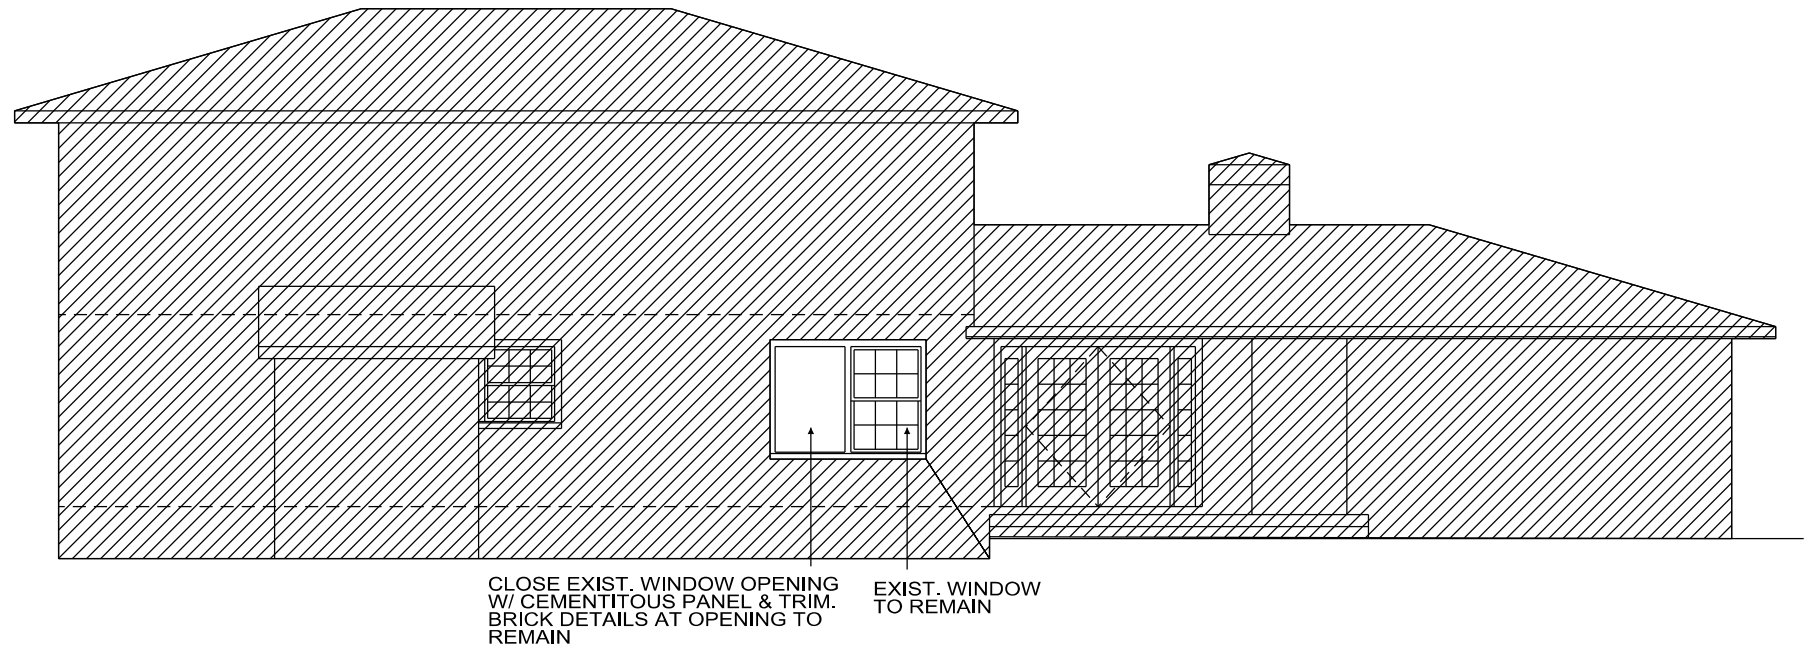 CLOSE EXIST. WINDOW OPENING
W/ CEMENTITOUS PANEL & TRIM.
BRICK DETAILS AT OPENING TO
REMAIN
EXIST. WINDOW
TO REMAIN